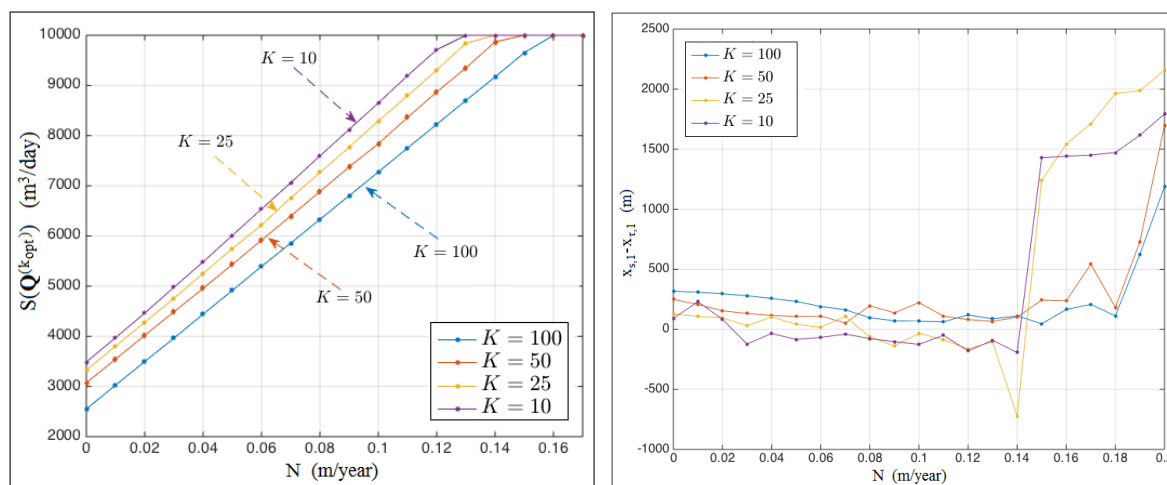 10000
9000
8000
7000
6000
5000
4000
3000
2000
S(Q^(k_opt)) (m³/day)
K = 10
K = 25
K = 100
K = 50
K = 100
K = 50
K = 25
K = 10
0 0.02 0.04 0.06 0.08 0.1 0.12 0.14 0.16
N (m/year)
2500
2000
1500
1000
500
0
-500
-1000
x_s,1-x_τ,1 (m)
K = 100
K = 50
K = 25
K = 10
0 0.02 0.04 0.06 0.08 0.1 0.12 0.14 0.16 0.18 0.2
N (m/year)